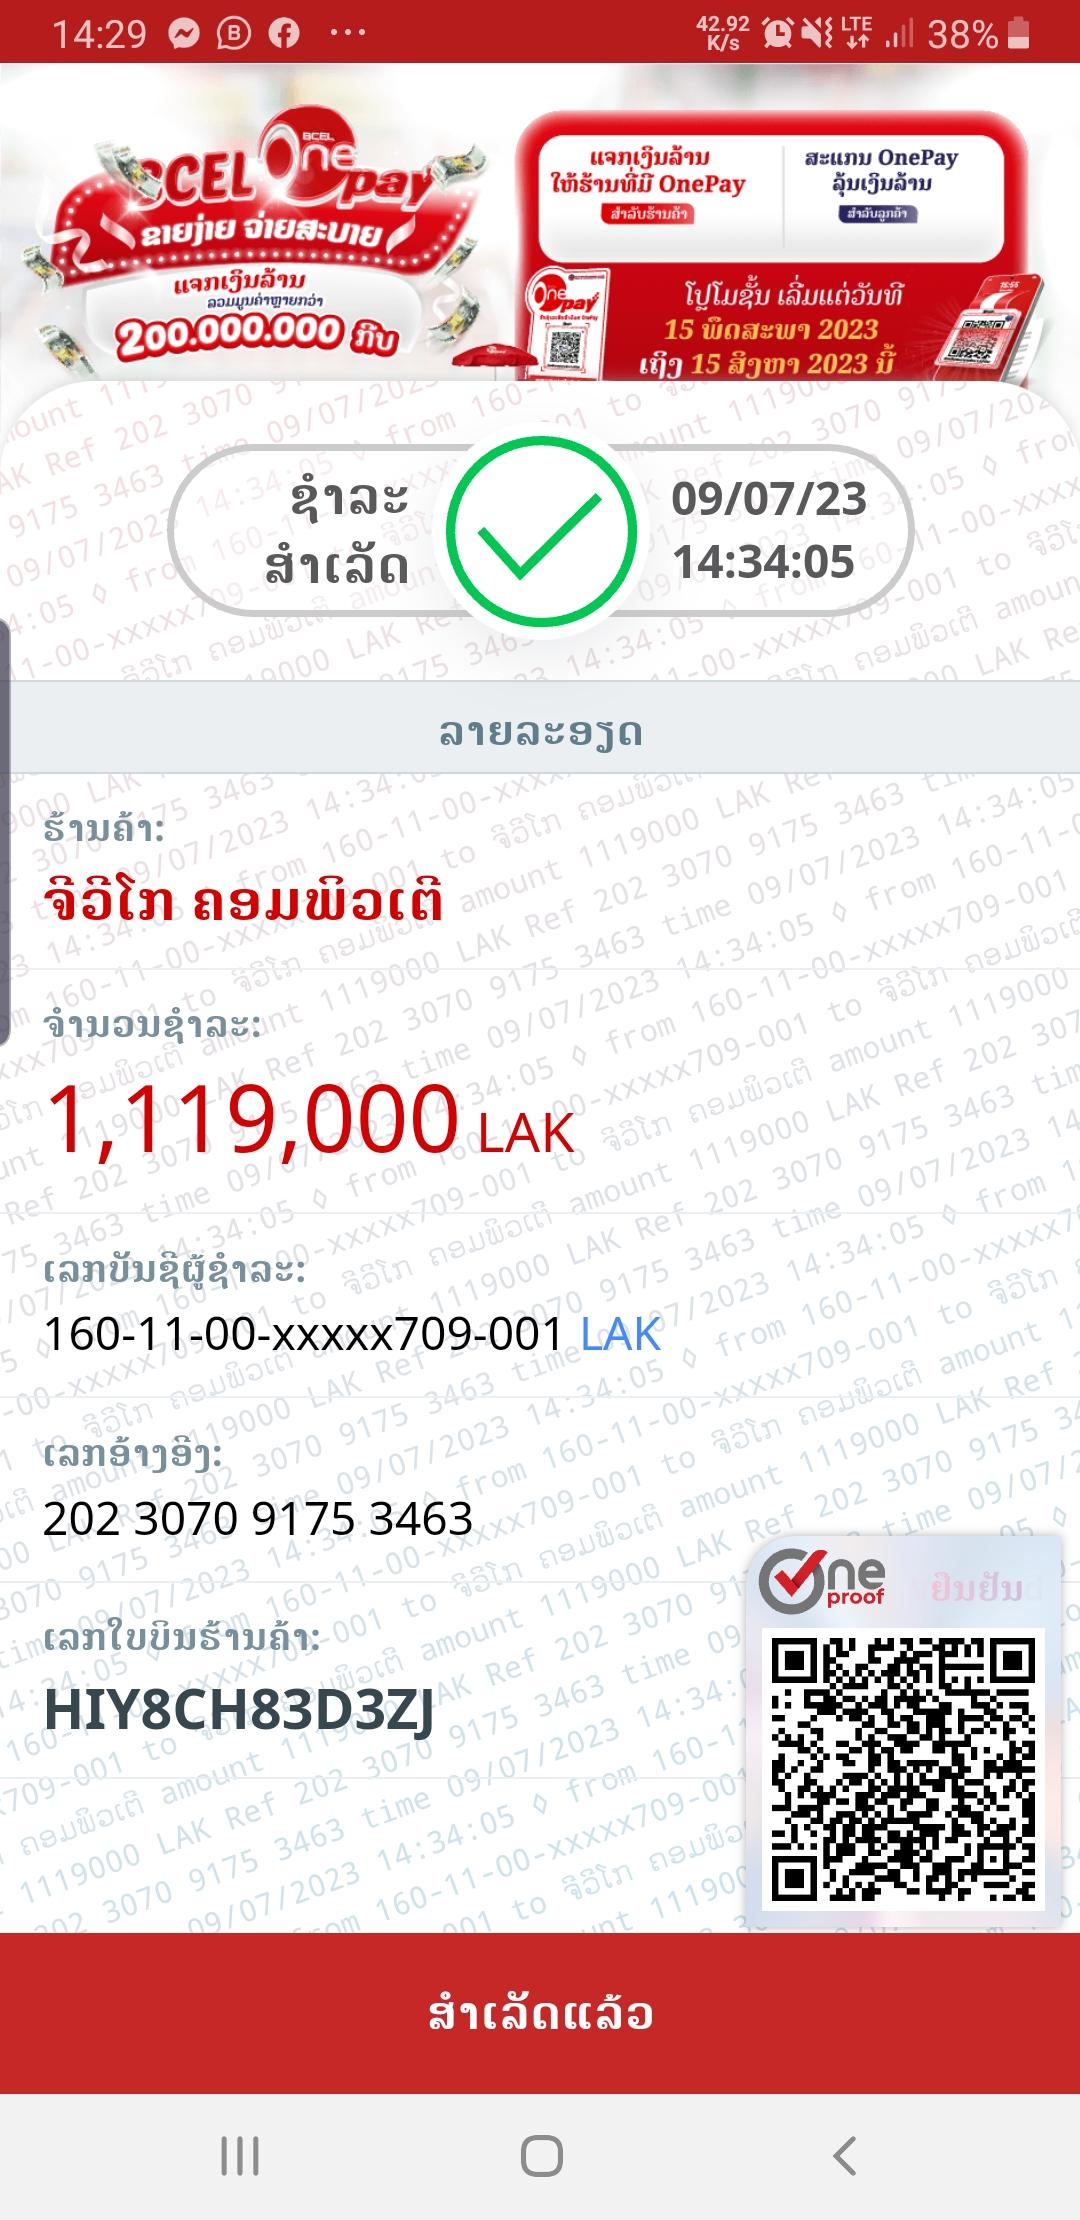 14:29
42.92 K/s
LTE
38%
BCEL One pay
ຂາຍງ່າຍ ຈ່າຍສະບາຍ
ແຈກເງິນລ້ານ
ລວມມູນຄ່າຫຼາຍກວ່າ
200.000.000 ກີບ
ແຈກເງິນລ້ານ
ໃຫ້ຮ້ານທີ່ມີ OnePay
ສໍາລັບຮ້ານຄ້າ
ສະແກນ OnePay
ລຸ້ນເງິນລ້ານ
ສໍາລັບລູກຄ້າ
ໂປຼໂມຊັ້ນ ເລີ່ມແຕ່ວັນທີ
15 ພຶດສະພາ 2023
ເຖິງ 15 ສິງຫາ 2023 ນີ້
ຊໍາລະ
ສໍາເລັດ
09/07/23
14:34:05
ລາຍລະອຽດ
ຮ້ານຄ້າ:
ຈີວີໂກ ຄອມພິວເຕີ
ຈໍານວນຊໍາລະ:
1,119,000 LAK
ເລກບັນຊີຜູ້ຊໍາລະ:
160-11-00-xxxxx709-001 LAK
ເລກອ້າງອີງ:
202 3070 9175 3463
ເລກໃບບິນຮ້ານຄ້າ:
HIY8CH83D3ZJ
One proof
ຢືນຢັນ
ສໍາເລັດແລ້ວ